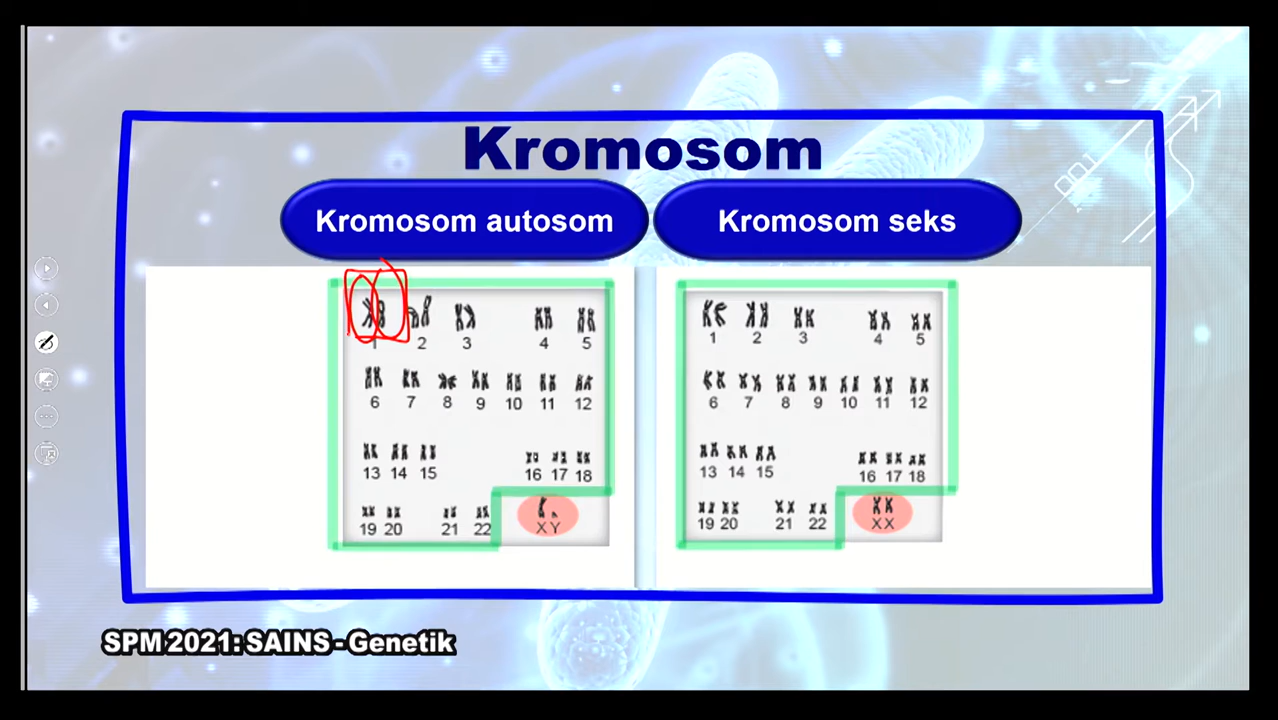 Kromosom
Kromosom autosom
Kromosom seks
1 2 3 4 5
6 7 8 9 10 11 12
13 14 15 16 17 18
19 20 21 22 X Y
1 2 3 4 5
6 7 8 9 10 11 12
13 14 15 16 17 18
19 20 21 22 X X
SPM 2021: SAINS - Genetik